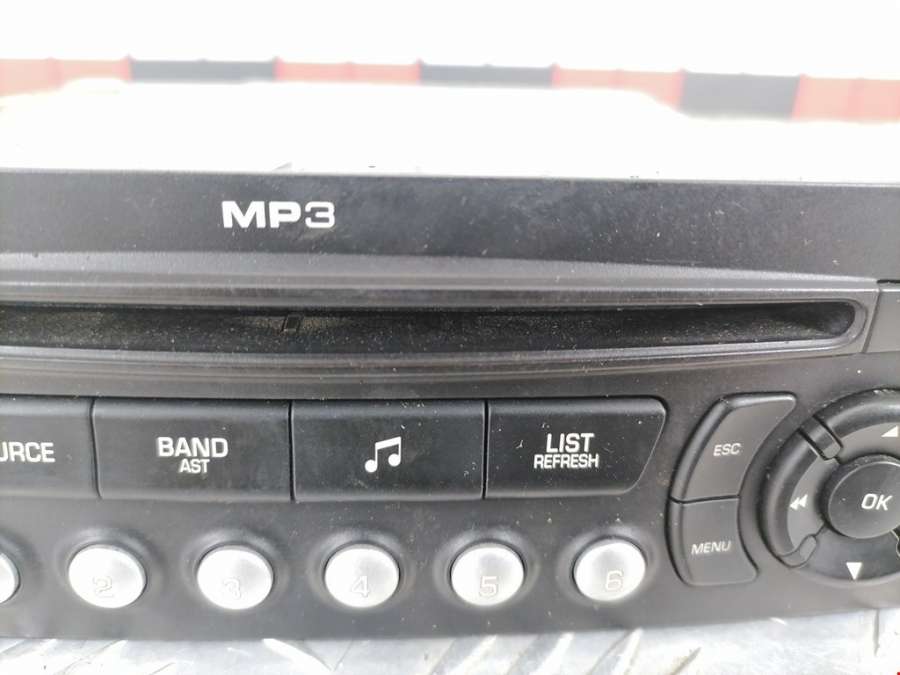 MP3
URCE
BAND
AST
LIST
REFRESH
ESC
OK
MENU
2
3
4
5
6